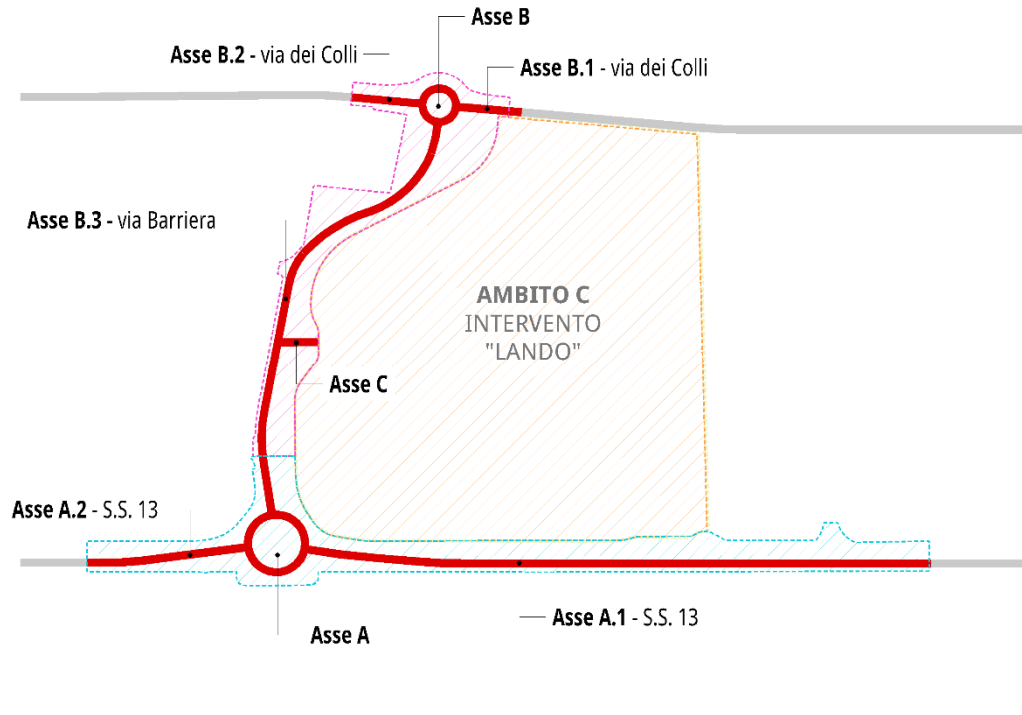 Asse B
Asse B.2 - via dei Colli
Asse B.1 - via dei Colli
Asse B.3 - via Barriera
AMBITO C
INTERVENTO
"LANDO"
Asse C
Asse A.2 - S.S. 13
Asse A.1 - S.S. 13
Asse A